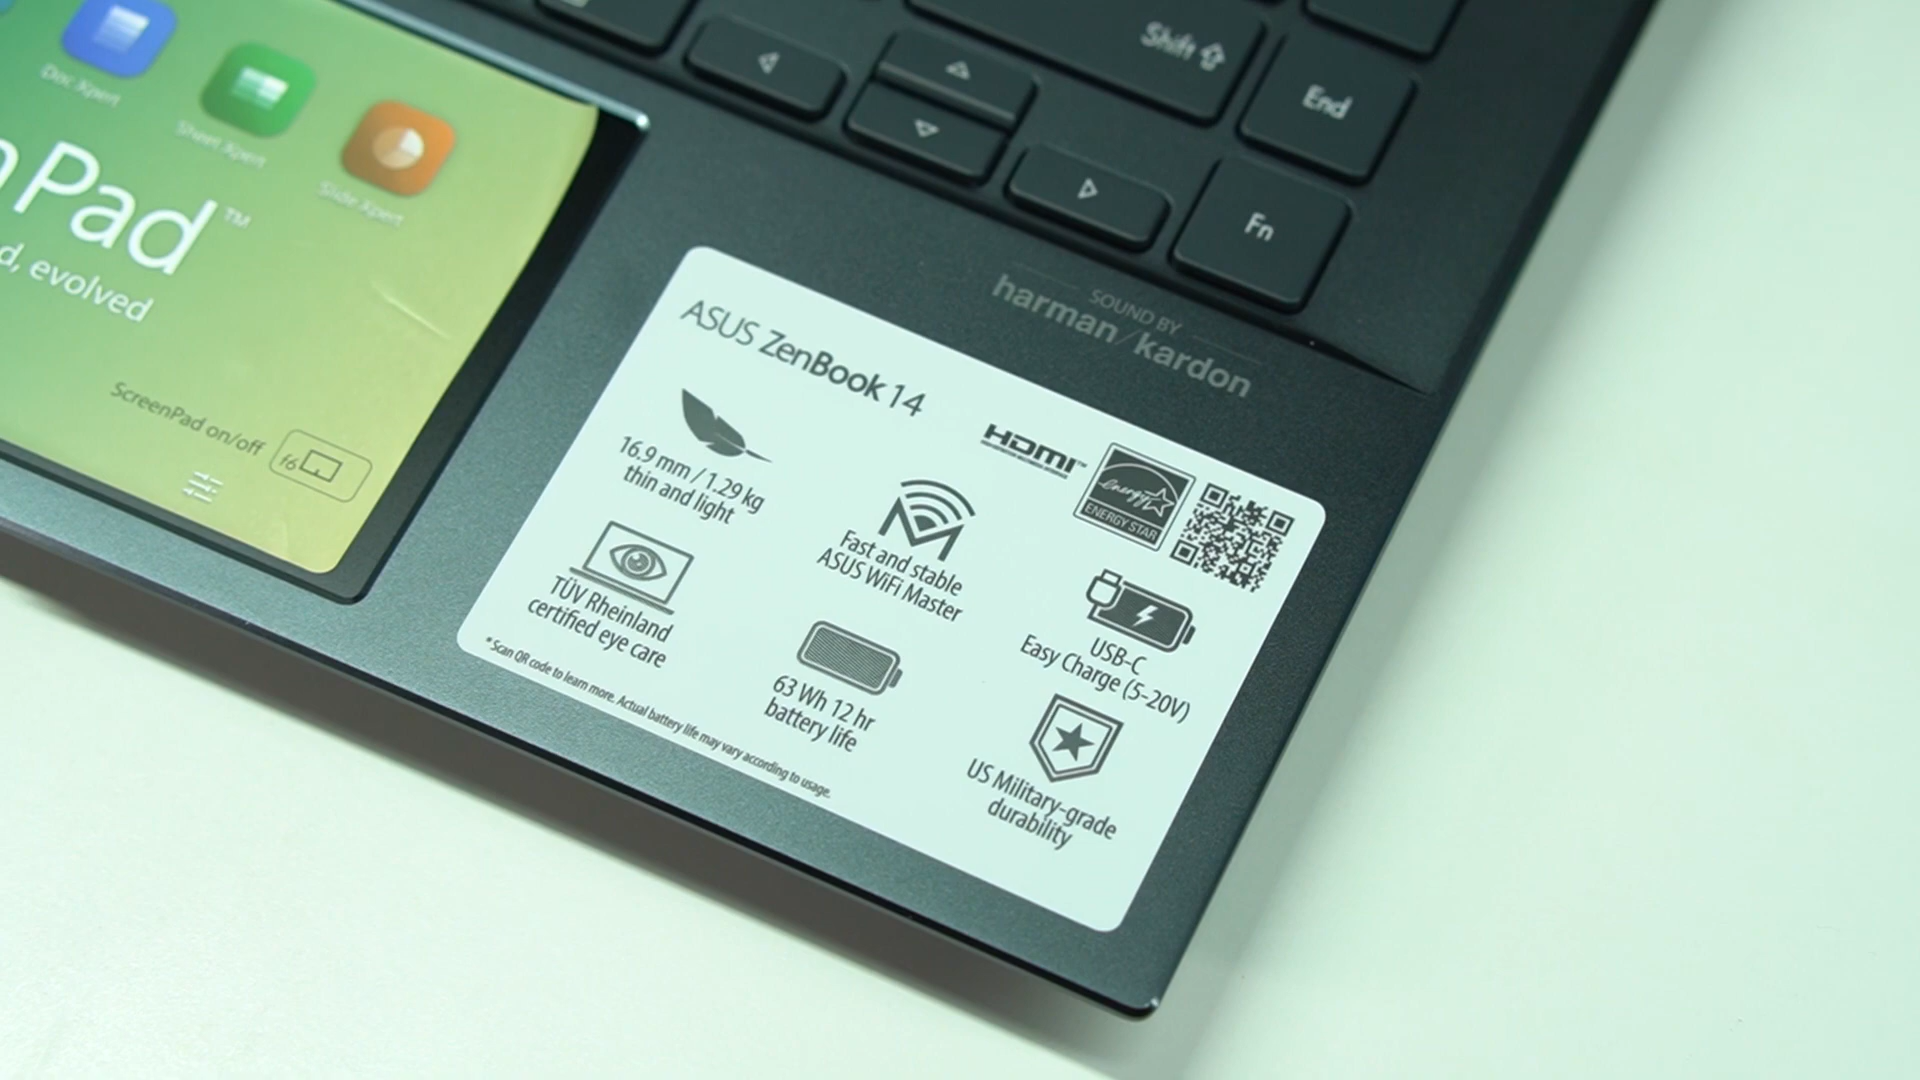 Shift
End
Fn
Doc Xpert
Sheet Xpert
Slide Xpert
nPad™
d, evolved
ScreenPad on/off
f6
SOUND BY
harman/kardon
ASUS ZenBook 14
HDMI™
energy
ENERGY STAR
16.9 mm / 1.29 kg
thin and light
Fast and stable
ASUS WiFi Master
USB-C
Easy Charge (5-20V)
TÜV Rheinland
certified eye care
63 Wh 12 hr
battery life
US Military-grade
durability
*Scan QR code to learn more. Actual battery life may vary according to usage.